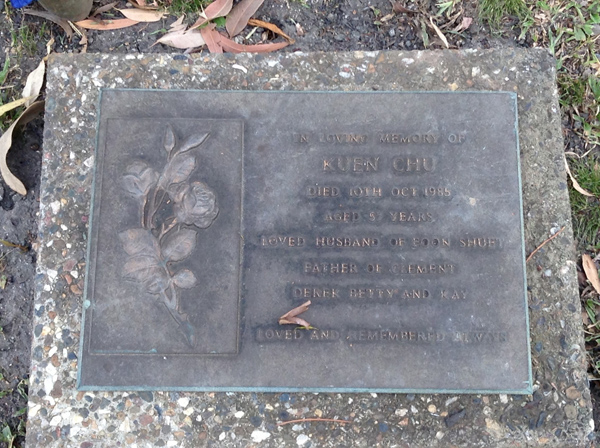 IN LOVING MEMORY OF
KUEN CHU
DIED 10TH OCT 1985
AGED 57 YEARS
LOVED HUSBAND OF LOON SHUET
FATHER OF CLEMENT
DEREK BETTY AND KAY
LOVED AND REMEMBERED ALWAYS